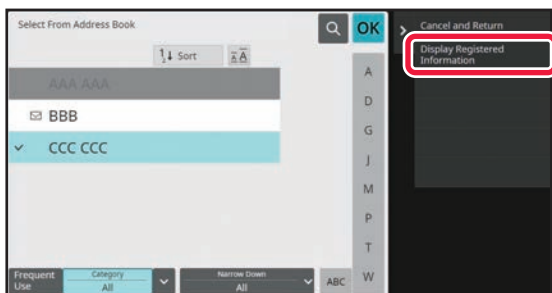 Select From Address Book
OK
Cancel and Return
Display Registered
Information
1↓ Sort
AAA AAA
BBB
CCC CCC
A
D
G
J
M
P
T
W
Frequent
Use
Category
All
Narrow Down
All
ABC